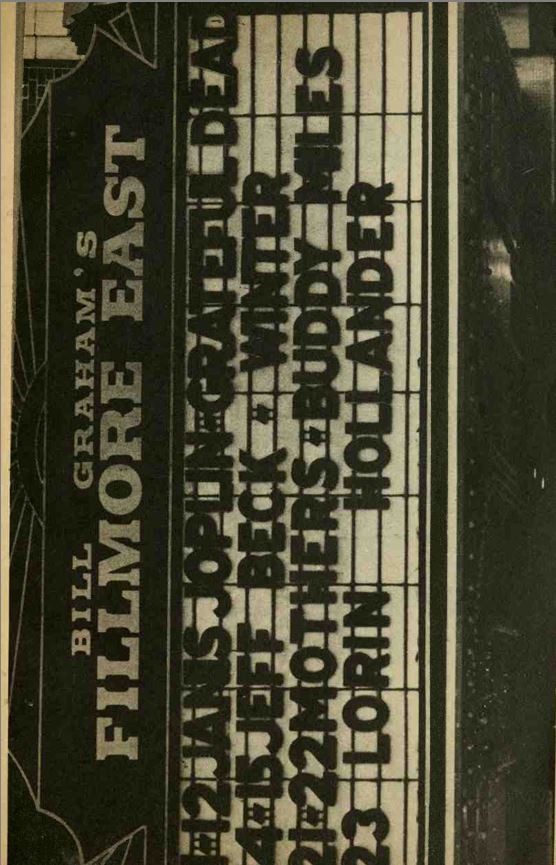 BILL GRAHAM'S
FILLMORE EAST
1#12 JANIS JOPLIN#GRATEFUL DEAD
4#15 JEFF BECK # WINTER
21#22 MOTHERS#BUDDY MILES
23 LORIN HOLLANDER